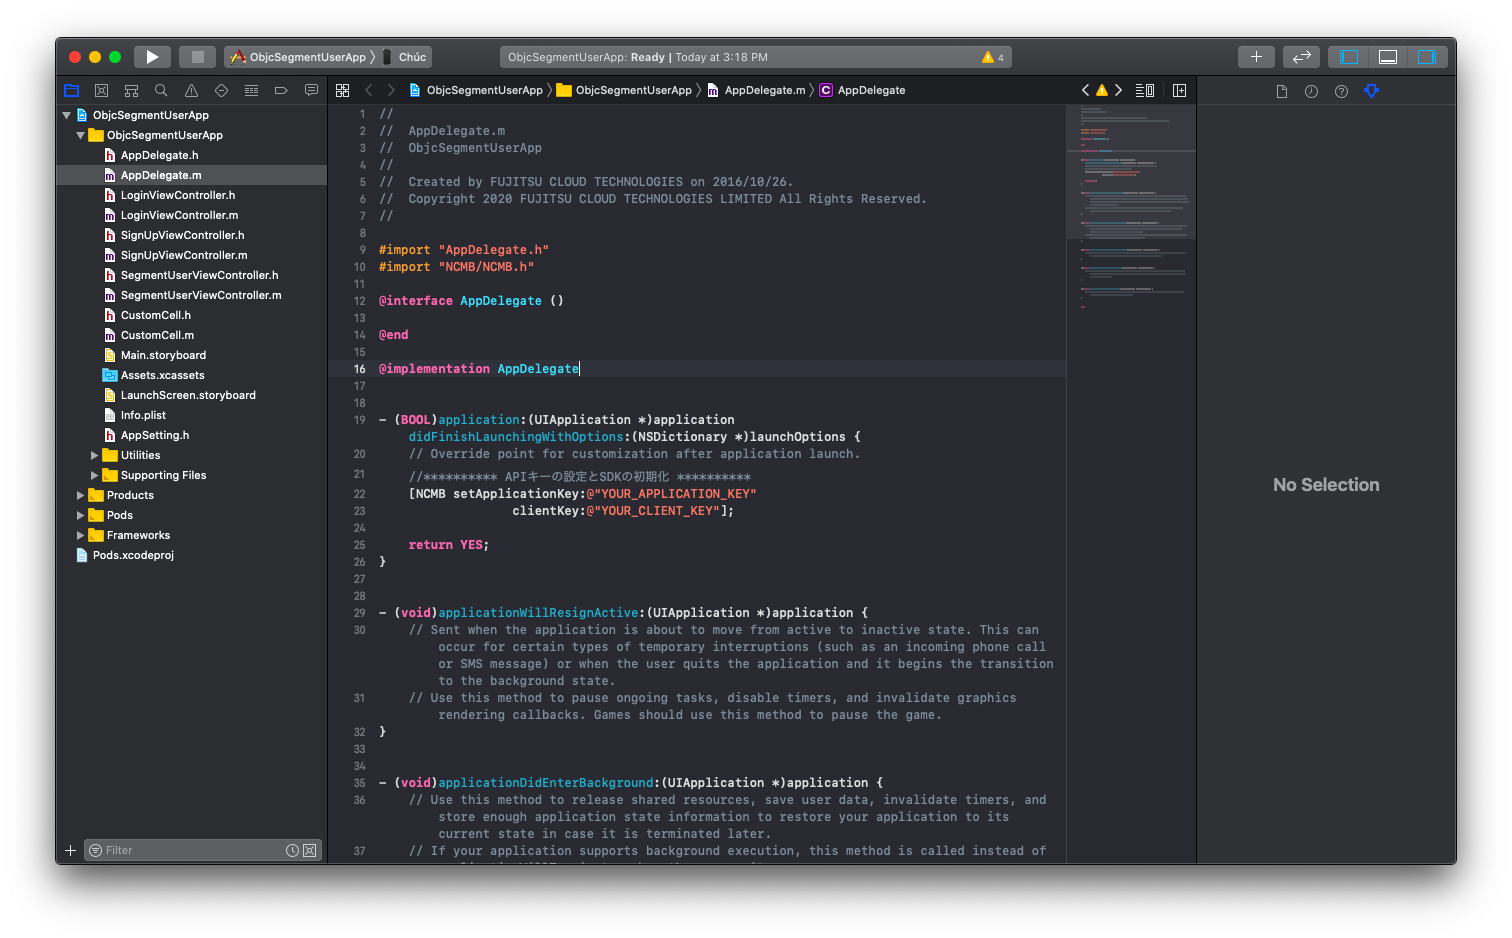 ObjcSegmentUserApp Chúc
ObjcSegmentUserApp: Ready | Today at 3:18 PM
4
ObjcSegmentUserApp ObjcSegmentUserApp AppDelegate.m C AppDelegate
ObjcSegmentUserApp
ObjcSegmentUserApp
h AppDelegate.h
m AppDelegate.m
h LoginViewController.h
m LoginViewController.m
h SignUpViewController.h
m SignUpViewController.m
h SegmentUserViewController.h
m SegmentUserViewController.m
h CustomCell.h
m CustomCell.m
Main.storyboard
Assets.xcassets
LaunchScreen.storyboard
Info.plist
h AppSetting.h
Utilities
Supporting Files
Products
Pods
Frameworks
Pods.xcodeproj
Filter
1 //
2 //  AppDelegate.m
3 //  ObjcSegmentUserApp
4 //
5 //  Created by FUJITSU CLOUD TECHNOLOGIES on 2016/10/26.
6 //  Copyright 2020 FUJITSU CLOUD TECHNOLOGIES LIMITED All Rights Reserved.
7 //
8
9 #import "AppDelegate.h"
10 #import "NCMB/NCMB.h"
11
12 @interface AppDelegate ()
13
14 @end
15
16 @implementation AppDelegate
17
18
19 - (BOOL)application:(UIApplication *)application
didFinishLaunchingWithOptions:(NSDictionary *)launchOptions {
20 // Override point for customization after application launch.
21 //********** APIキーの設定とSDKの初期化 **********
22 [NCMB setApplicationKey:@"YOUR_APPLICATION_KEY"
23 clientKey:@"YOUR_CLIENT_KEY"];
24
25 return YES;
26 }
27
28
29 - (void)applicationWillResignActive:(UIApplication *)application {
30 // Sent when the application is about to move from active to inactive state. This can
occur for certain types of temporary interruptions (such as an incoming phone call
or SMS message) or when the user quits the application and it begins the transition
to the background state.
31 // Use this method to pause ongoing tasks, disable timers, and invalidate graphics
rendering callbacks. Games should use this method to pause the game.
32 }
33
34
35 - (void)applicationDidEnterBackground:(UIApplication *)application {
36 // Use this method to release shared resources, save user data, invalidate timers, and
store enough application state information to restore your application to its
current state in case it is terminated later.
37 // If your application supports background execution, this method is called instead of
No Selection